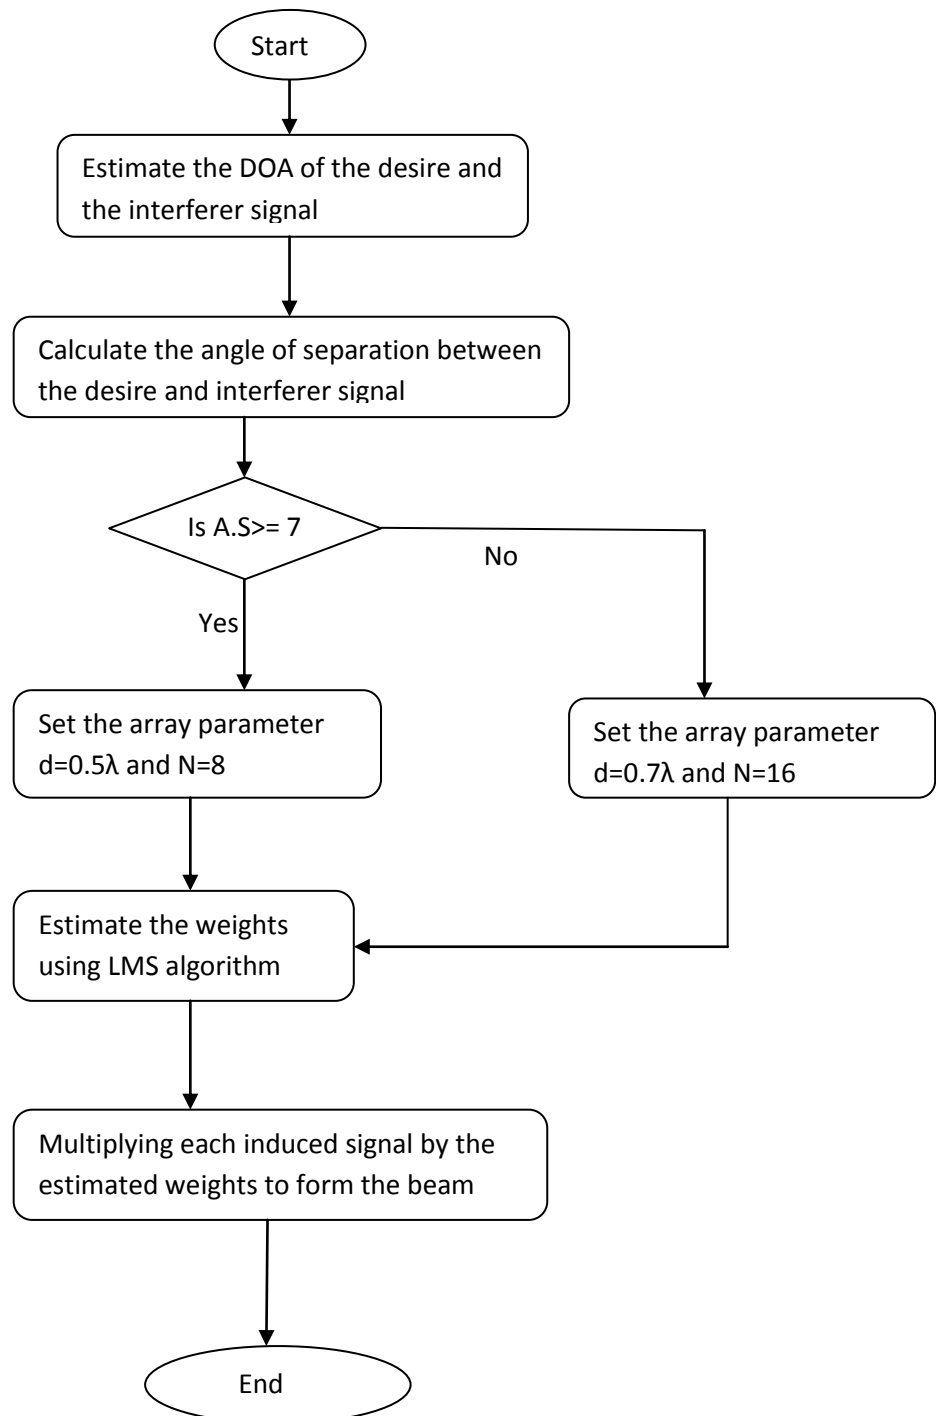 Start
Estimate the DOA of the desire and
the interferer signal
Calculate the angle of separation between
the desire and interferer signal
Is A.S>= 7
No
Yes
Set the array parameter
d=0.5λ and N=8
Set the array parameter
d=0.7λ and N=16
Estimate the weights
using LMS algorithm
Multiplying each induced signal by the
estimated weights to form the beam
End